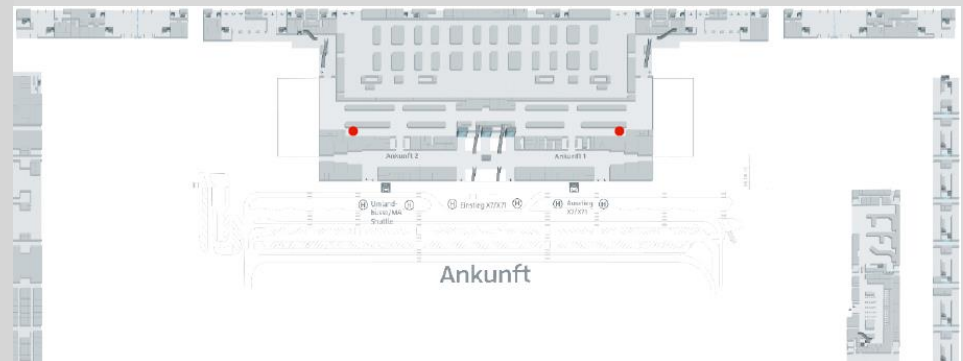 Ankunft 2
Ankunft 1
H
Umland-
busse/MA
Shuttle
H
H Einstieg X7/X71 H
H Ausstieg
X7/X71
H
Ankunft